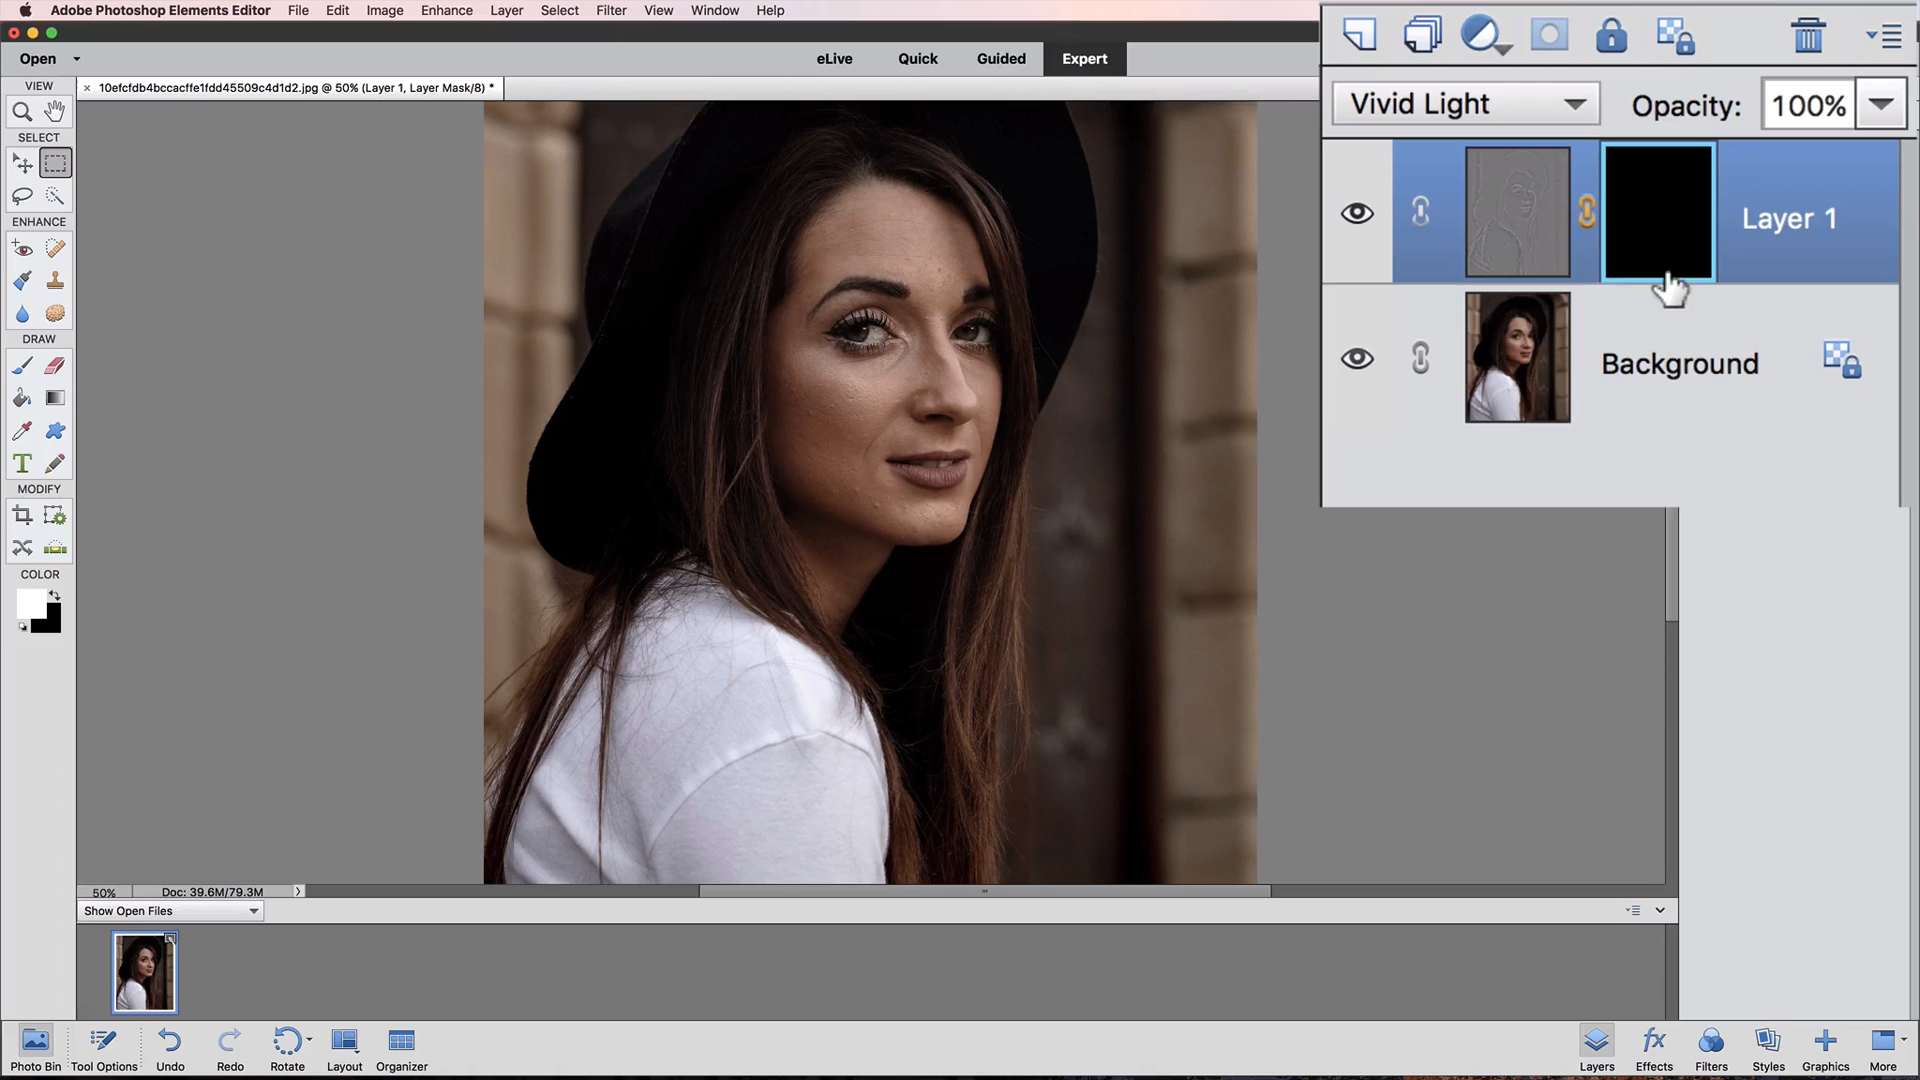 Adobe Photoshop Elements Editor File Edit Image Enhance Layer Select Filter View Window Help
Open eLive Quick Guided Expert
VIEW
10efcfdb4bccacffe1fdd45509c4d1d2.jpg @ 50% (Layer 1, Layer Mask/8) *
SELECT
ENHANCE
DRAW
T
MODIFY
COLOR
Vivid Light Opacity: 100%
Layer 1
Background
50% Doc: 39.6M/79.3M
Show Open Files
Photo Bin Tool Options Undo Redo Rotate Layout Organizer
fx
Layers Effects Filters Styles Graphics More